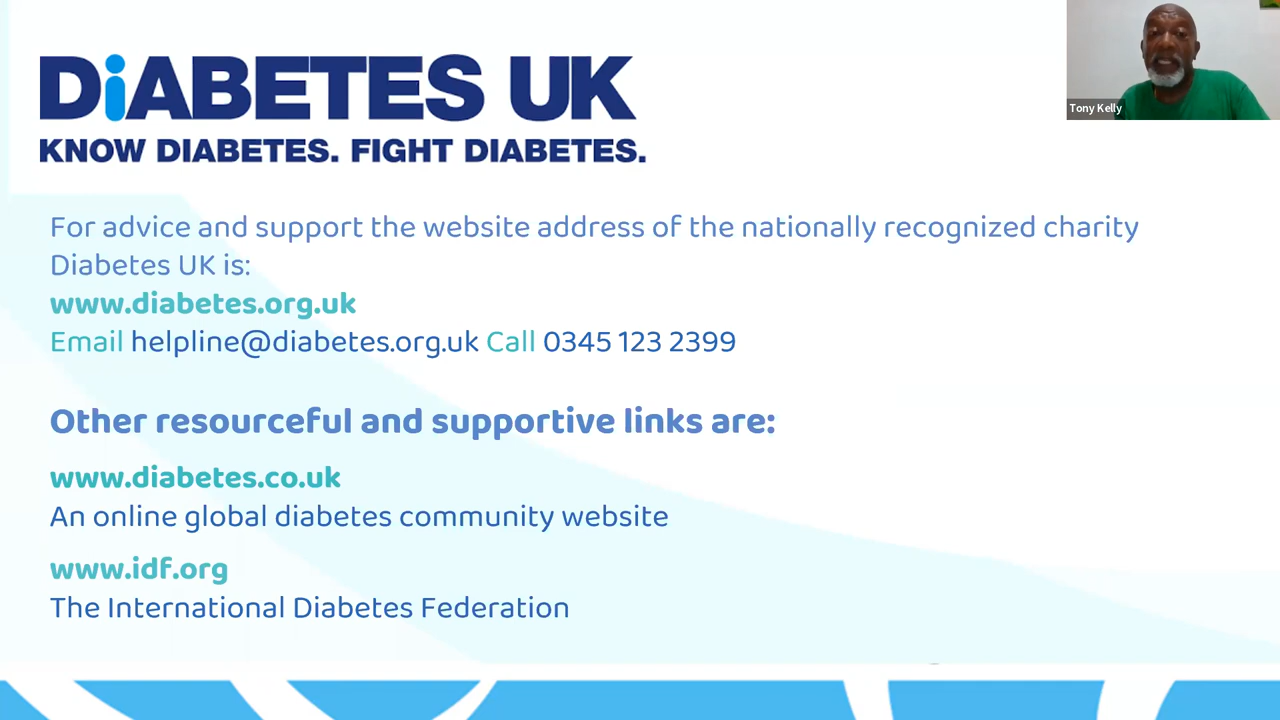 DiABETES UK
KNOW DIABETES. FIGHT DIABETES.
Tony Kelly
For advice and support the website address of the nationally recognized charity
Diabetes UK is:
www.diabetes.org.uk
Email helpline@diabetes.org.uk Call 0345 123 2399
Other resourceful and supportive links are:
www.diabetes.co.uk
An online global diabetes community website
www.idf.org
The International Diabetes Federation